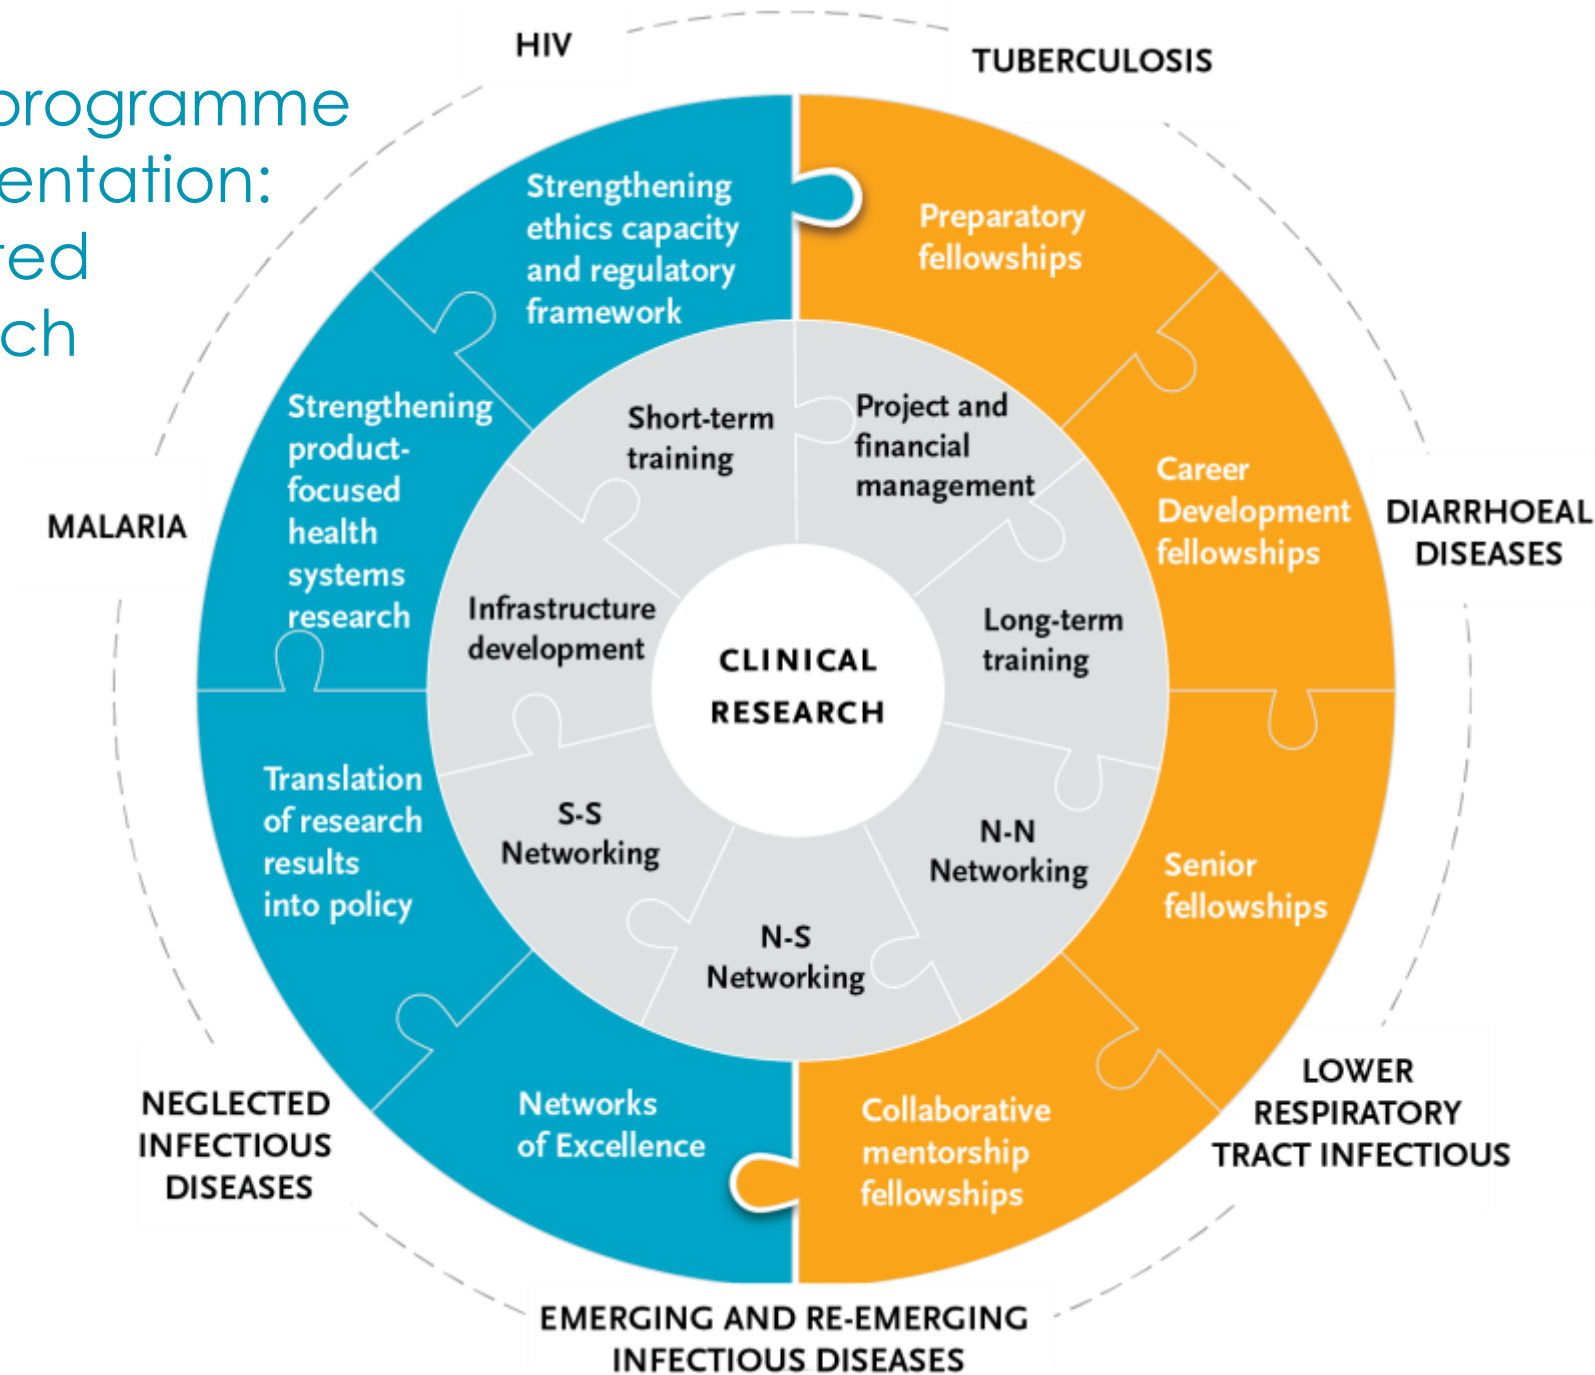 programme
entation:
ted
ch
HIV
TUBERCULOSIS
DIARRHOEAL
DISEASES
LOWER
RESPIRATORY
TRACT INFECTIOUS
EMERGING AND RE-EMERGING
INFECTIOUS DISEASES
NEGLECTED
INFECTIOUS
DISEASES
MALARIA
Strengthening
ethics capacity
and regulatory
framework
Preparatory
fellowships
Career
Development
fellowships
Senior
fellowships
Collaborative
mentorship
fellowships
Networks
of Excellence
Translation
of research
results
into policy
Strengthening
product-
focused
health
systems
research
Short-term
training
Project and
financial
management
Long-term
training
N-N
Networking
N-S
Networking
S-S
Networking
Infrastructure
development
CLINICAL
RESEARCH